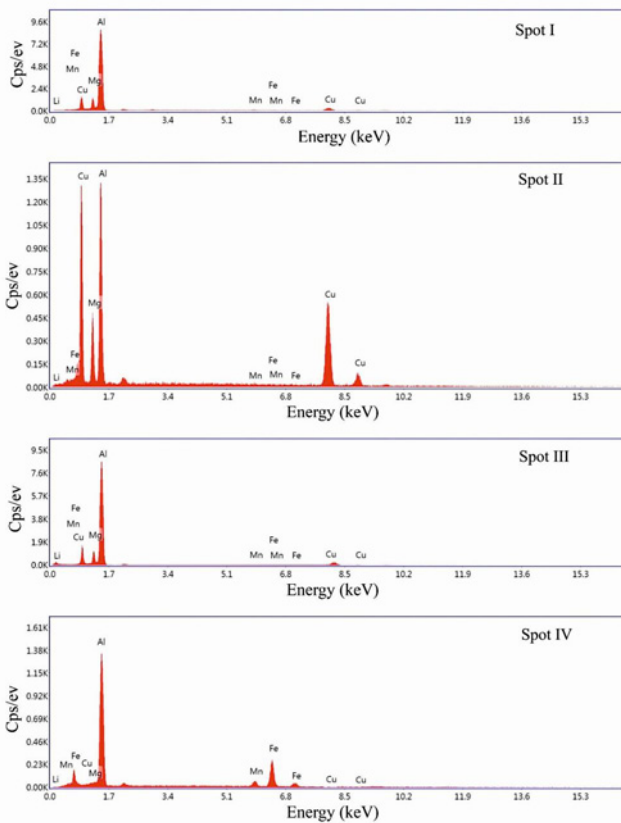 Spot I
Cps/ev
9.6K
7.2K
4.8K
2.4K
0.0K
Al
Fe
Mn
Cu
Mg
Li
Fe
Mn Mn Fe
Cu Cu
0.0 1.7 3.4 5.1 6.8 8.5 10.2 11.9 13.6 15.3
Energy (keV)
Spot II
Cps/ev
1.35K
1.20K
1.05K
0.90K
0.75K
0.60K
0.45K
0.30K
0.15K
0.00K
Cu
Al
Mg
Fe
Mn
Li
Fe
Mn Mn Fe
Cu
Cu
0.0 1.7 3.4 5.1 6.8 8.5 10.2 11.9 13.6 15.3
Energy (keV)
Spot III
Cps/ev
9.5K
7.6K
5.7K
3.8K
1.9K
0.0K
Al
Fe
Mn
Cu
Mg
Li
Fe
Mn Mn Fe
Cu Cu
0.0 1.7 3.4 5.1 6.8 8.5 10.2 11.9 13.6 15.3
Energy (keV)
Spot IV
Cps/ev
1.61K
1.38K
1.15K
0.92K
0.69K
0.46K
0.23K
0.00K
Al
Fe
Mn Cu
Mg
Li
Fe
Mn Fe
Cu Cu
0.0 1.7 3.4 5.1 6.8 8.5 10.2 11.9 13.6 15.3
Energy (keV)